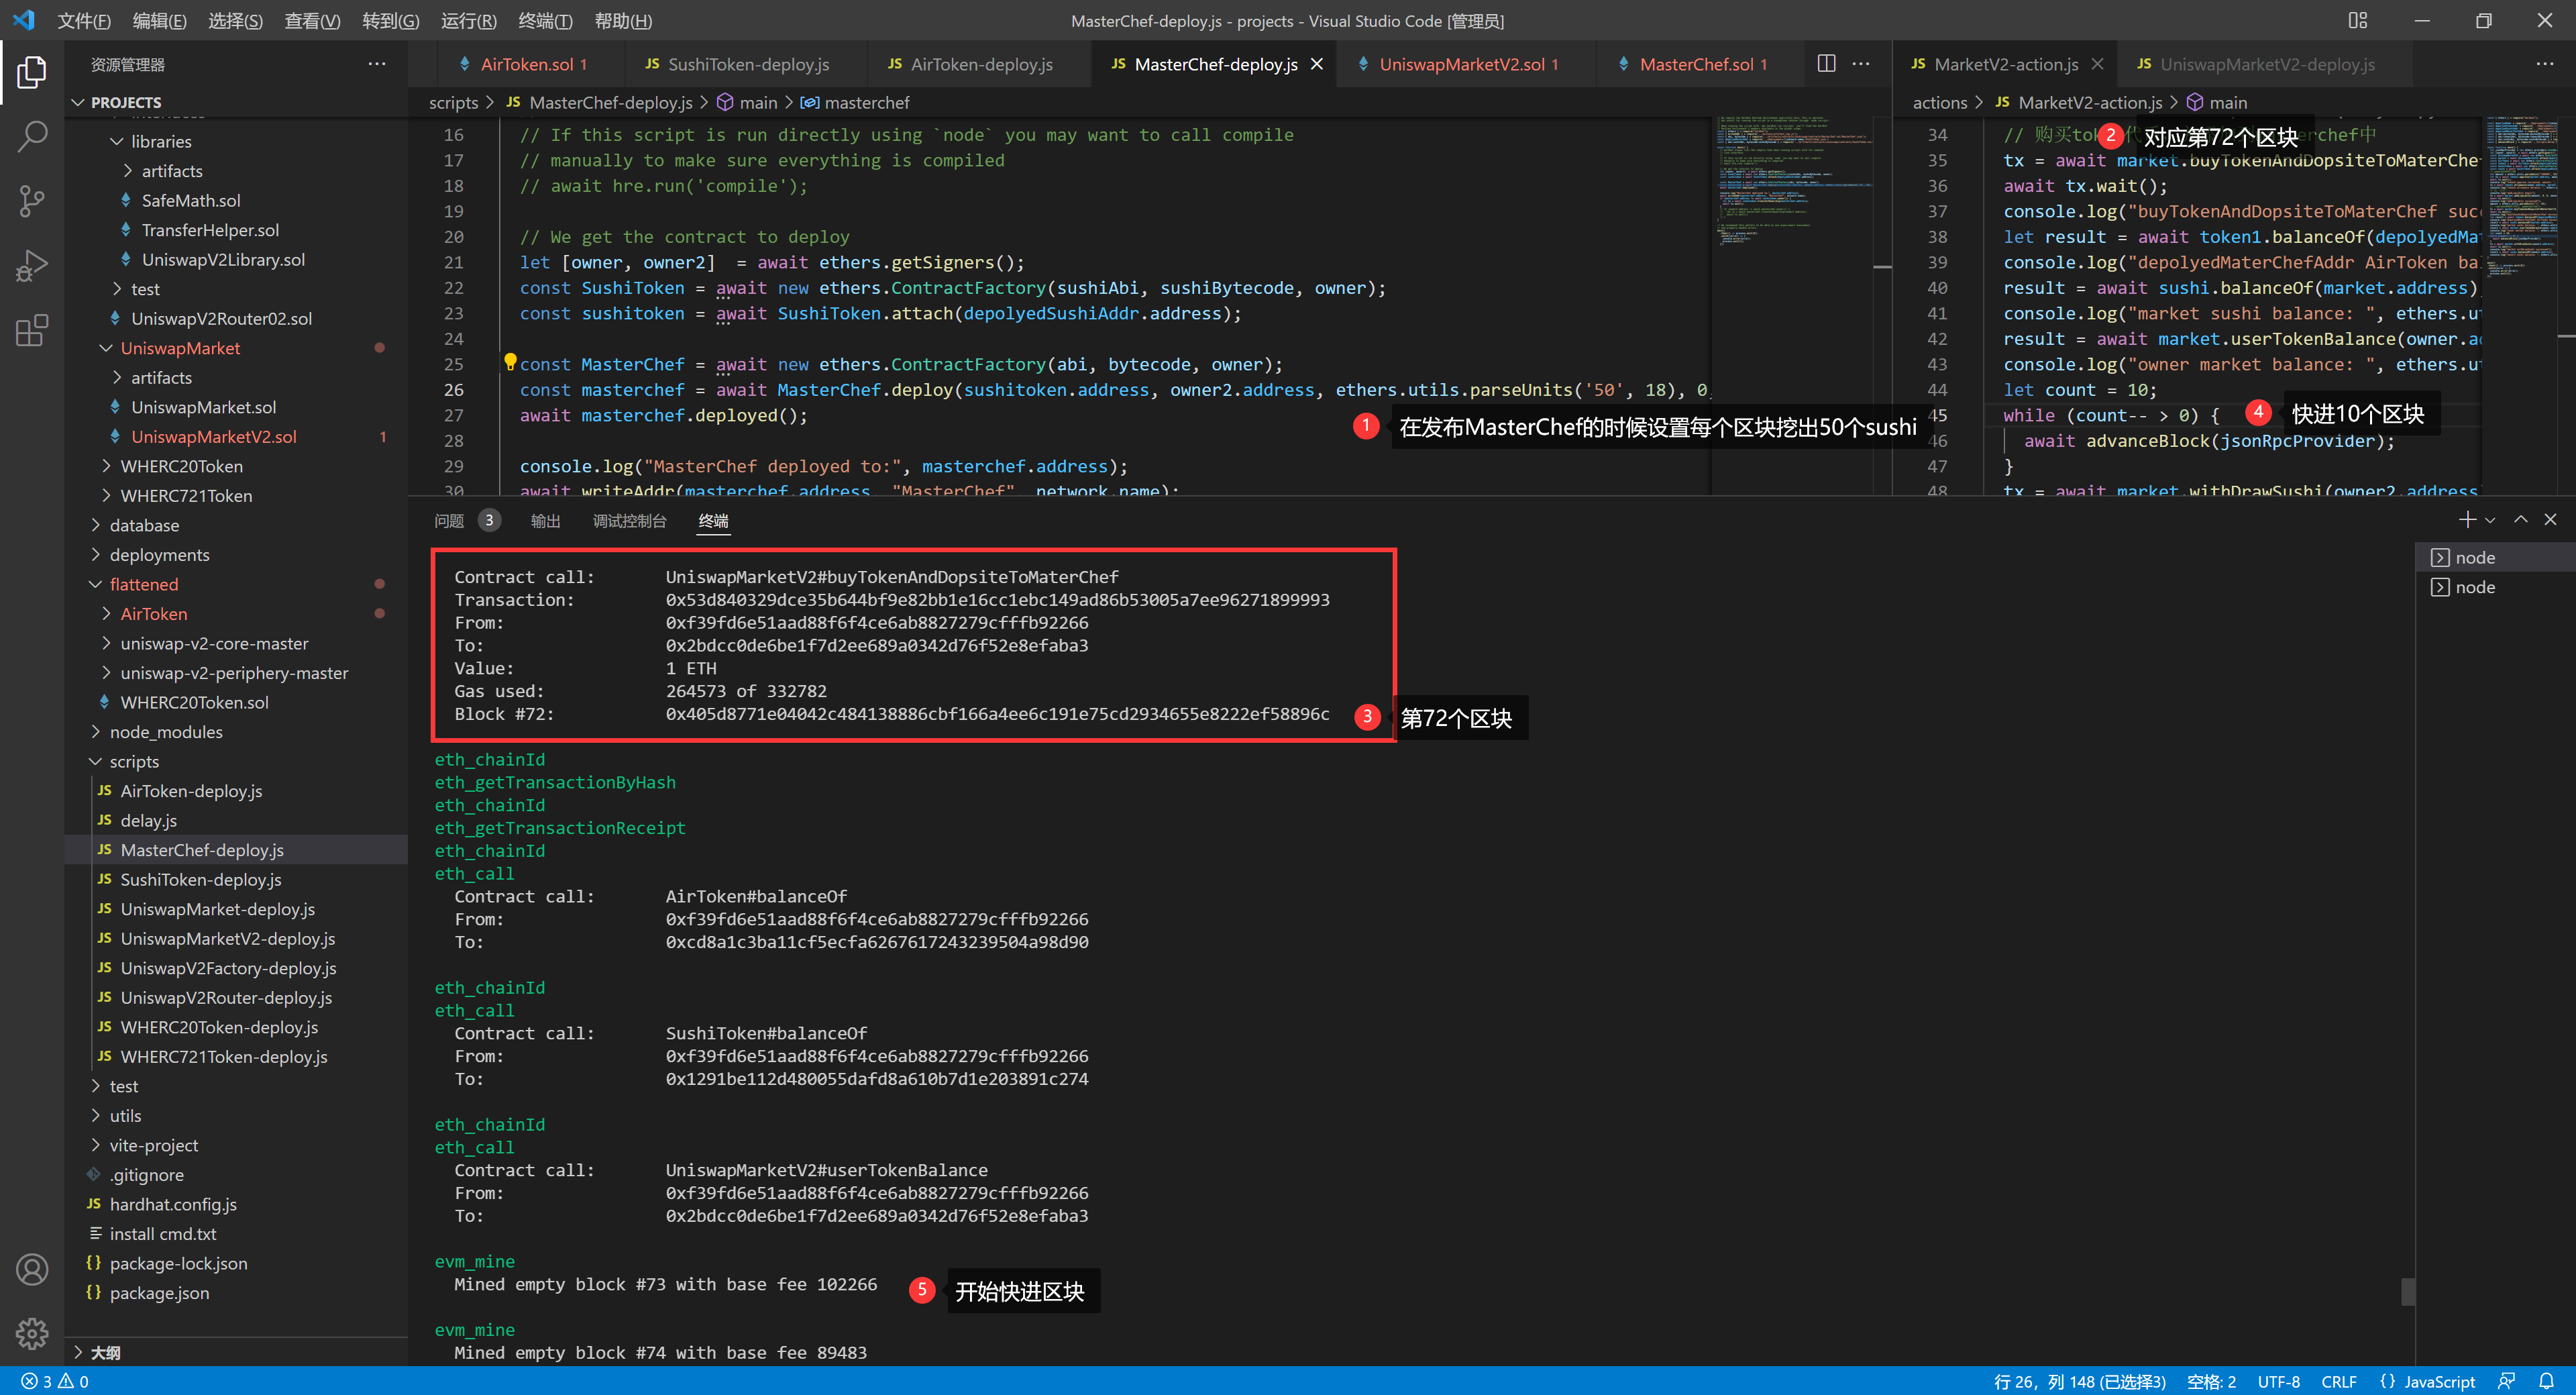 文件(F) 编辑(E) 选择(S) 查看(V) 转到(G) 运行(R) 终端(T) 帮助(H)
MasterChef-deploy.js - projects - Visual Studio Code [管理员]
资源管理器
PROJECTS
libraries
artifacts
SafeMath.sol
TransferHelper.sol
UniswapV2Library.sol
test
UniswapV2Router02.sol
UniswapMarket
artifacts
UniswapMarket.sol
UniswapMarketV2.sol 1
WHERC20Token
WHERC721Token
database
deployments
flattened
AirToken
uniswap-v2-core-master
uniswap-v2-periphery-master
WHERC20Token.sol
node_modules
scripts
JS AirToken-deploy.js
JS delay.js
JS MasterChef-deploy.js
JS SushiToken-deploy.js
JS UniswapMarket-deploy.js
JS UniswapMarketV2-deploy.js
JS UniswapV2Factory-deploy.js
JS UniswapV2Router-deploy.js
JS WHERC20Token-deploy.js
JS WHERC721Token-deploy.js
test
utils
vite-project
.gitignore
JS hardhat.config.js
install cmd.txt
{} package-lock.json
{} package.json
大纲
AirToken.sol 1 JS SushiToken-deploy.js JS AirToken-deploy.js JS MasterChef-deploy.js UniswapMarketV2.sol 1 MasterChef.sol 1
scripts > JS MasterChef-deploy.js > main > masterchef
16 // If this script is run directly using `node` you may want to call compile
17 // manually to make sure everything is compiled
18 // await hre.run('compile');
19
20 // We get the contract to deploy
21 let [owner, owner2]  = await ethers.getSigners();
22 const SushiToken = await new ethers.ContractFactory(sushiAbi, sushiBytecode, owner);
23 const sushitoken = await SushiToken.attach(depolyedSushiAddr.address);
24
25 const MasterChef = await new ethers.ContractFactory(abi, bytecode, owner);
26 const masterchef = await MasterChef.deploy(sushitoken.address, owner2.address, ethers.utils.parseUnits('50', 18), 0,
27 await masterchef.deployed();
1 在发布MasterChef的时候设置每个区块挖出50个sushi
28
29 console.log("MasterChef deployed to:", masterchef.address);
30 await writeAddr(masterchef.address, "MasterChef", network.name);
JS MarketV2-action.js JS UniswapMarketV2-deploy.js
actions > JS MarketV2-action.js > main
34 // 购买tok 代 erchef中
2 对应第72个区块
35 tx = await market.buyTokenAndDopsiteToMaterChef
36 await tx.wait();
37 console.log("buyTokenAndDopsiteToMaterChef suc
38 let result = await token1.balanceOf(depolyedMa
39 console.log("depolyedMaterChefAddr AirToken ba
40 result = await sushi.balanceOf(market.address)
41 console.log("market sushi balance: ", ethers.u
42 result = await market.userTokenBalance(owner.a
43 console.log("owner market balance: ", ethers.u
44 let count = 10;
45 while (count-- > 0) {
4 快进10个区块
46 await advanceBlock(jsonRpcProvider);
47 }
48 tx = await market.withDrawSushi(owner2.address
问题 3 输出 调试控制台 终端
Contract call: UniswapMarketV2#buyTokenAndDopsiteToMaterChef
Transaction: 0x53d840329dce35b644bf9e82bb1e16cc1ebc149ad86b53005a7ee96271899993
From: 0xf39fd6e51aad88f6f4ce6ab8827279cfffb92266
To: 0x2bdcc0de6be1f7d2ee689a0342d76f52e8efaba3
Value: 1 ETH
Gas used: 264573 of 332782
Block #72: 0x405d8771e04042c484138886cbf166a4ee6c191e75cd2934655e8222ef58896c
3 第72个区块
eth_chainId
eth_getTransactionByHash
eth_chainId
eth_getTransactionReceipt
eth_chainId
eth_call
Contract call: AirToken#balanceOf
From: 0xf39fd6e51aad88f6f4ce6ab8827279cfffb92266
To: 0xcd8a1c3ba11cf5ecfa6267617243239504a98d90
eth_chainId
eth_call
Contract call: SushiToken#balanceOf
From: 0xf39fd6e51aad88f6f4ce6ab8827279cfffb92266
To: 0x1291be112d480055dafd8a610b7d1e203891c274
eth_chainId
eth_call
Contract call: UniswapMarketV2#userTokenBalance
From: 0xf39fd6e51aad88f6f4ce6ab8827279cfffb92266
To: 0x2bdcc0de6be1f7d2ee689a0342d76f52e8efaba3
evm_mine
Mined empty block #73 with base fee 102266
5 开始快进区块
evm_mine
Mined empty block #74 with base fee 89483
node
node
3 0
行 26，列 148 (已选择3) 空格: 2 UTF-8 CRLF {} JavaScript